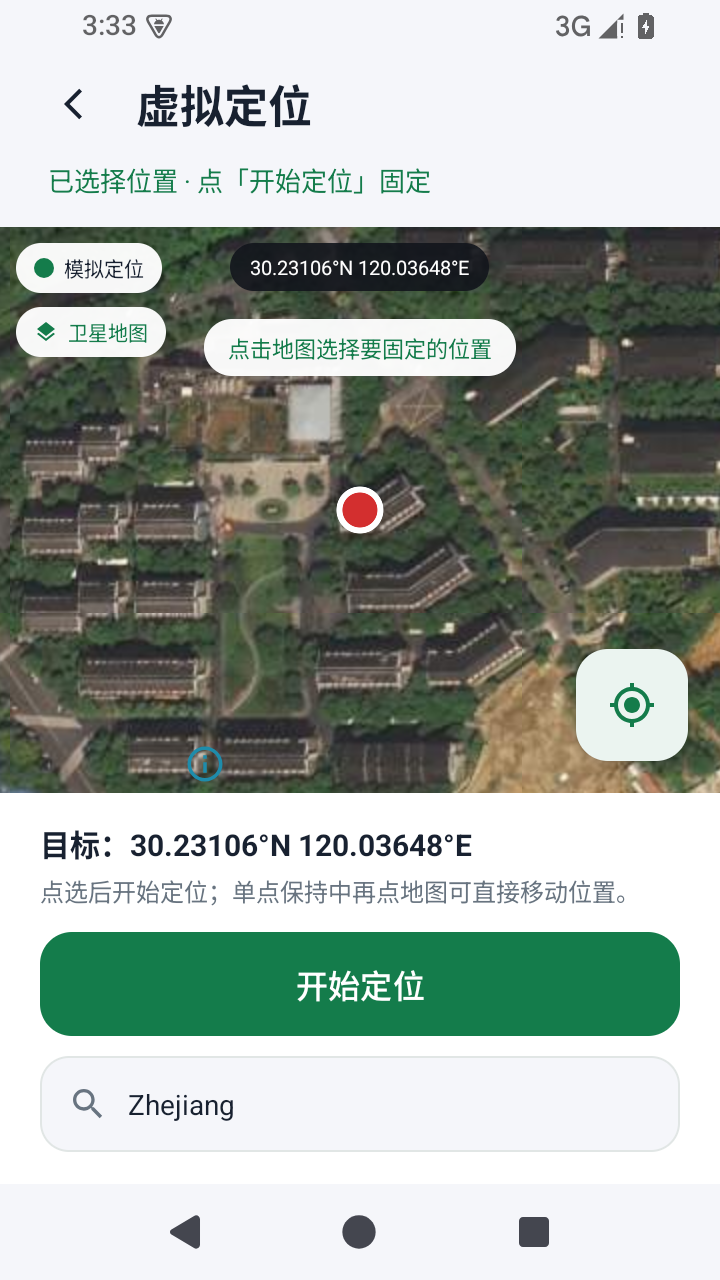 3:33
3G
虚拟定位
已选择位置 · 点「开始定位」固定
模拟定位
30.23106°N 120.03648°E
卫星地图
点击地图选择要固定的位置
目标：30.23106°N 120.03648°E
点选后开始定位；单点保持中再点地图可直接移动位置。
开始定位
Zhejiang